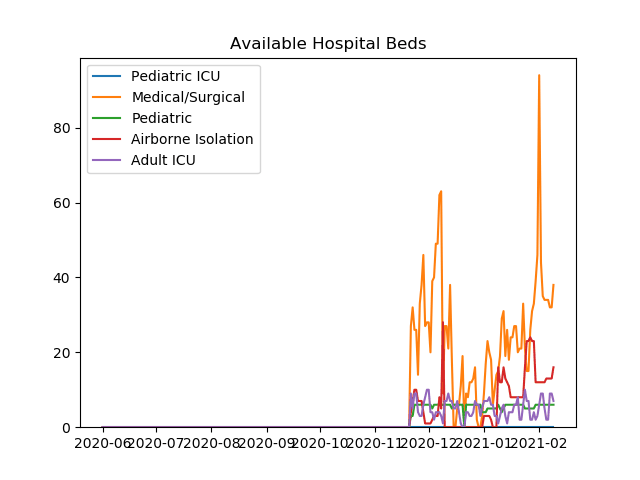 Available Hospital Beds
Pediatric ICU
Medical/Surgical
Pediatric
Airborne Isolation
Adult ICU
80
60
40
20
0
2020-06 2020-07 2020-08 2020-09 2020-10 2020-11 2020-12 2021-01 2021-02